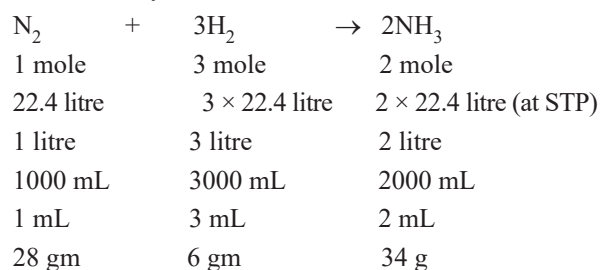 N₂ + 3H₂ → 2NH₃
1 mole 3 mole 2 mole
22.4 litre 3 × 22.4 litre 2 × 22.4 litre (at STP)
1 litre 3 litre 2 litre
1000 mL 3000 mL 2000 mL
1 mL 3 mL 2 mL
28 gm 6 gm 34 g